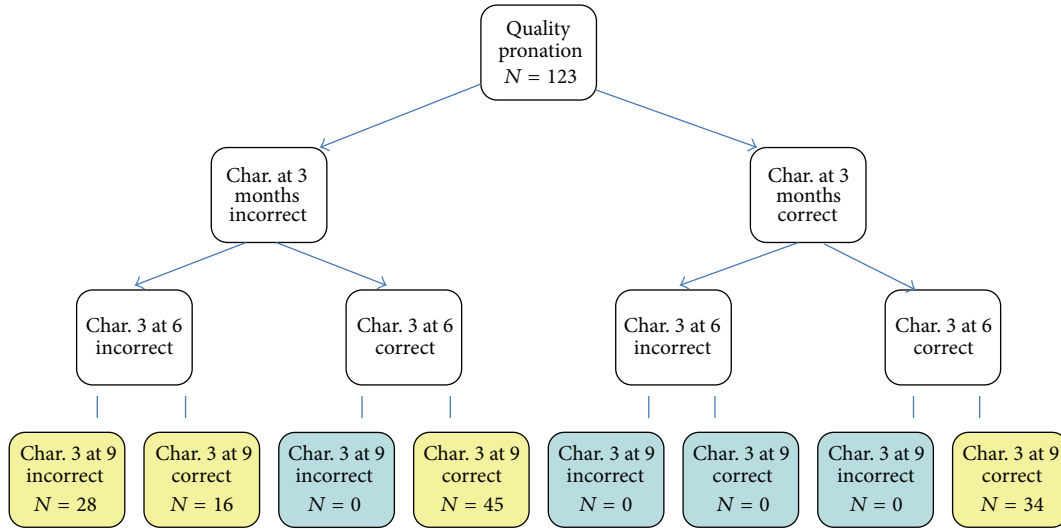 Quality
pronation
N = 123
Char. at 3
months
incorrect
Char. at 3
months
correct
Char. 3 at 6
incorrect
Char. 3 at 6
correct
Char. 3 at 6
incorrect
Char. 3 at 6
correct
Char. 3 at 9
incorrect
N = 28
Char. 3 at 9
correct
N = 16
Char. 3 at 9
incorrect
N = 0
Char. 3 at 9
correct
N = 45
Char. 3 at 9
incorrect
N = 0
Char. 3 at 9
correct
N = 0
Char. 3 at 9
incorrect
N = 0
Char. 3 at 9
correct
N = 34